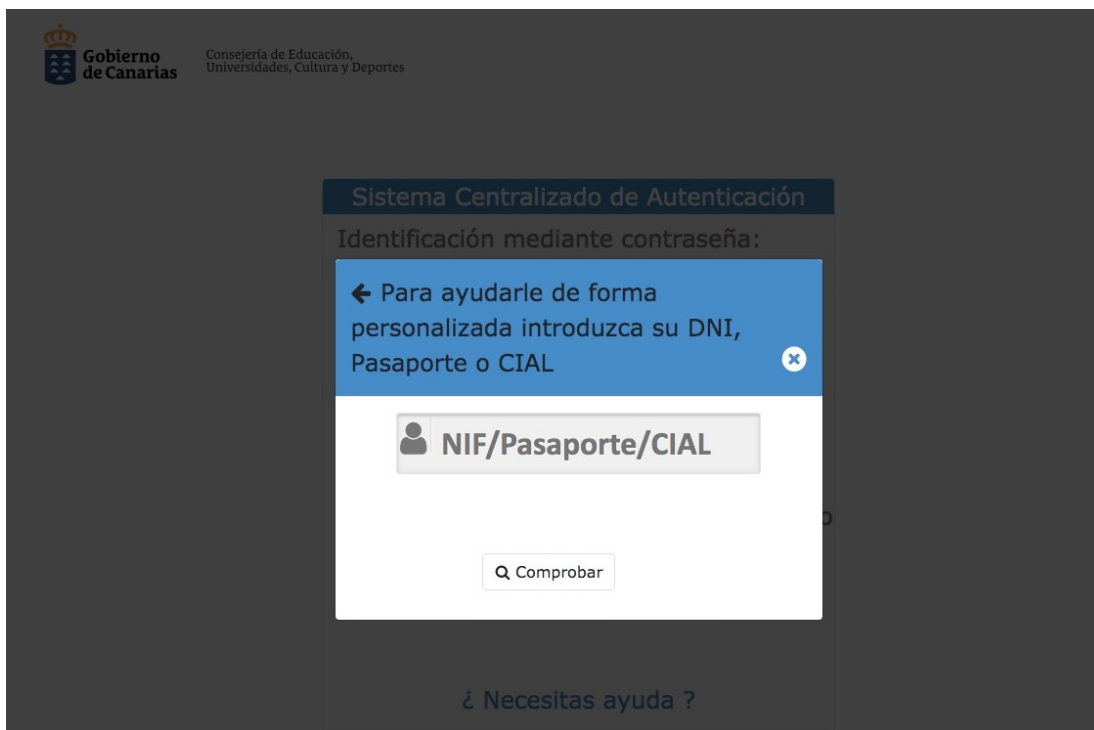 Gobierno
de Canarias
Consejería de Educación,
Universidades, Cultura y Deportes
Sistema Centralizado de Autenticación
Identificación mediante contraseña:
Para ayudarle de forma
personalizada introduzca su DNI,
Pasaporte o CIAL
NIF/Pasaporte/CIAL
Comprobar
¿ Necesitas ayuda ?